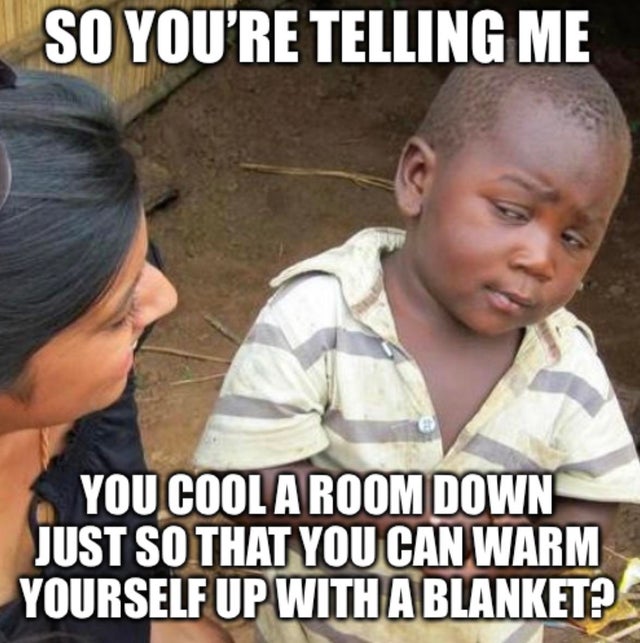 SO YOU'RE TELLING ME
YOU COOL A ROOM DOWN
JUST SO THAT YOU CAN WARM
YOURSELF UP WITH A BLANKET?